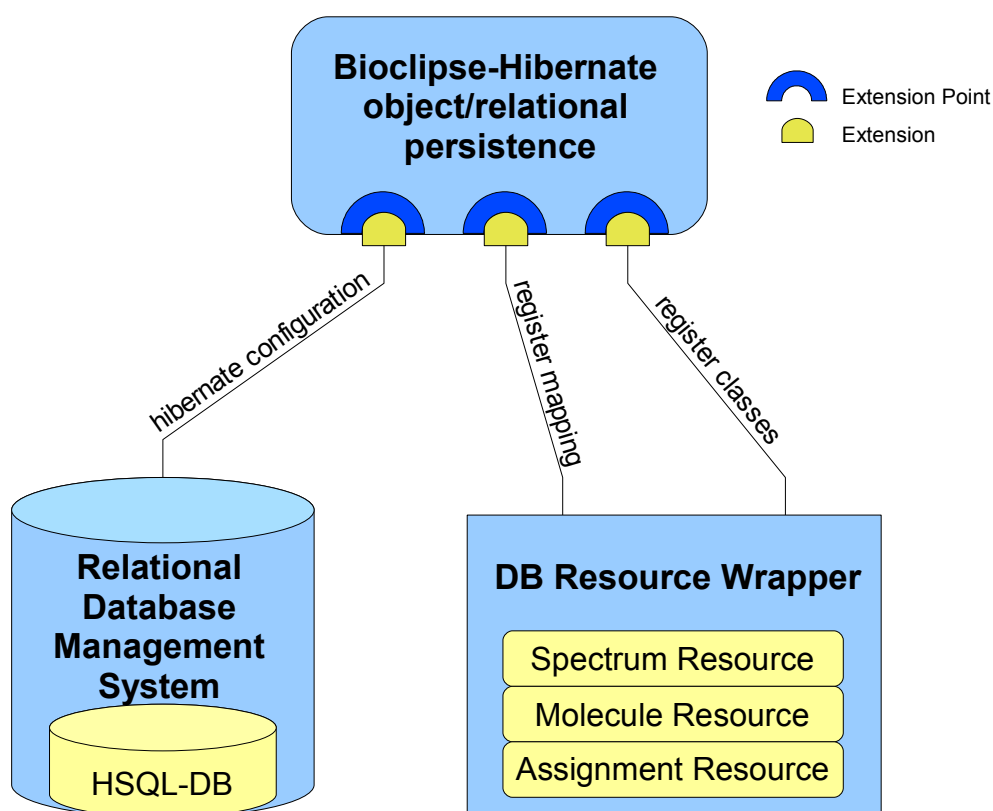 Bioclipse-Hibernate
object/relational
persistence
Extension Point
Extension
hibernate configuration
register mapping
register classes
Relational
Database
Management
System
HSQL-DB
DB Resource Wrapper
Spectrum Resource
Molecule Resource
Assignment Resource